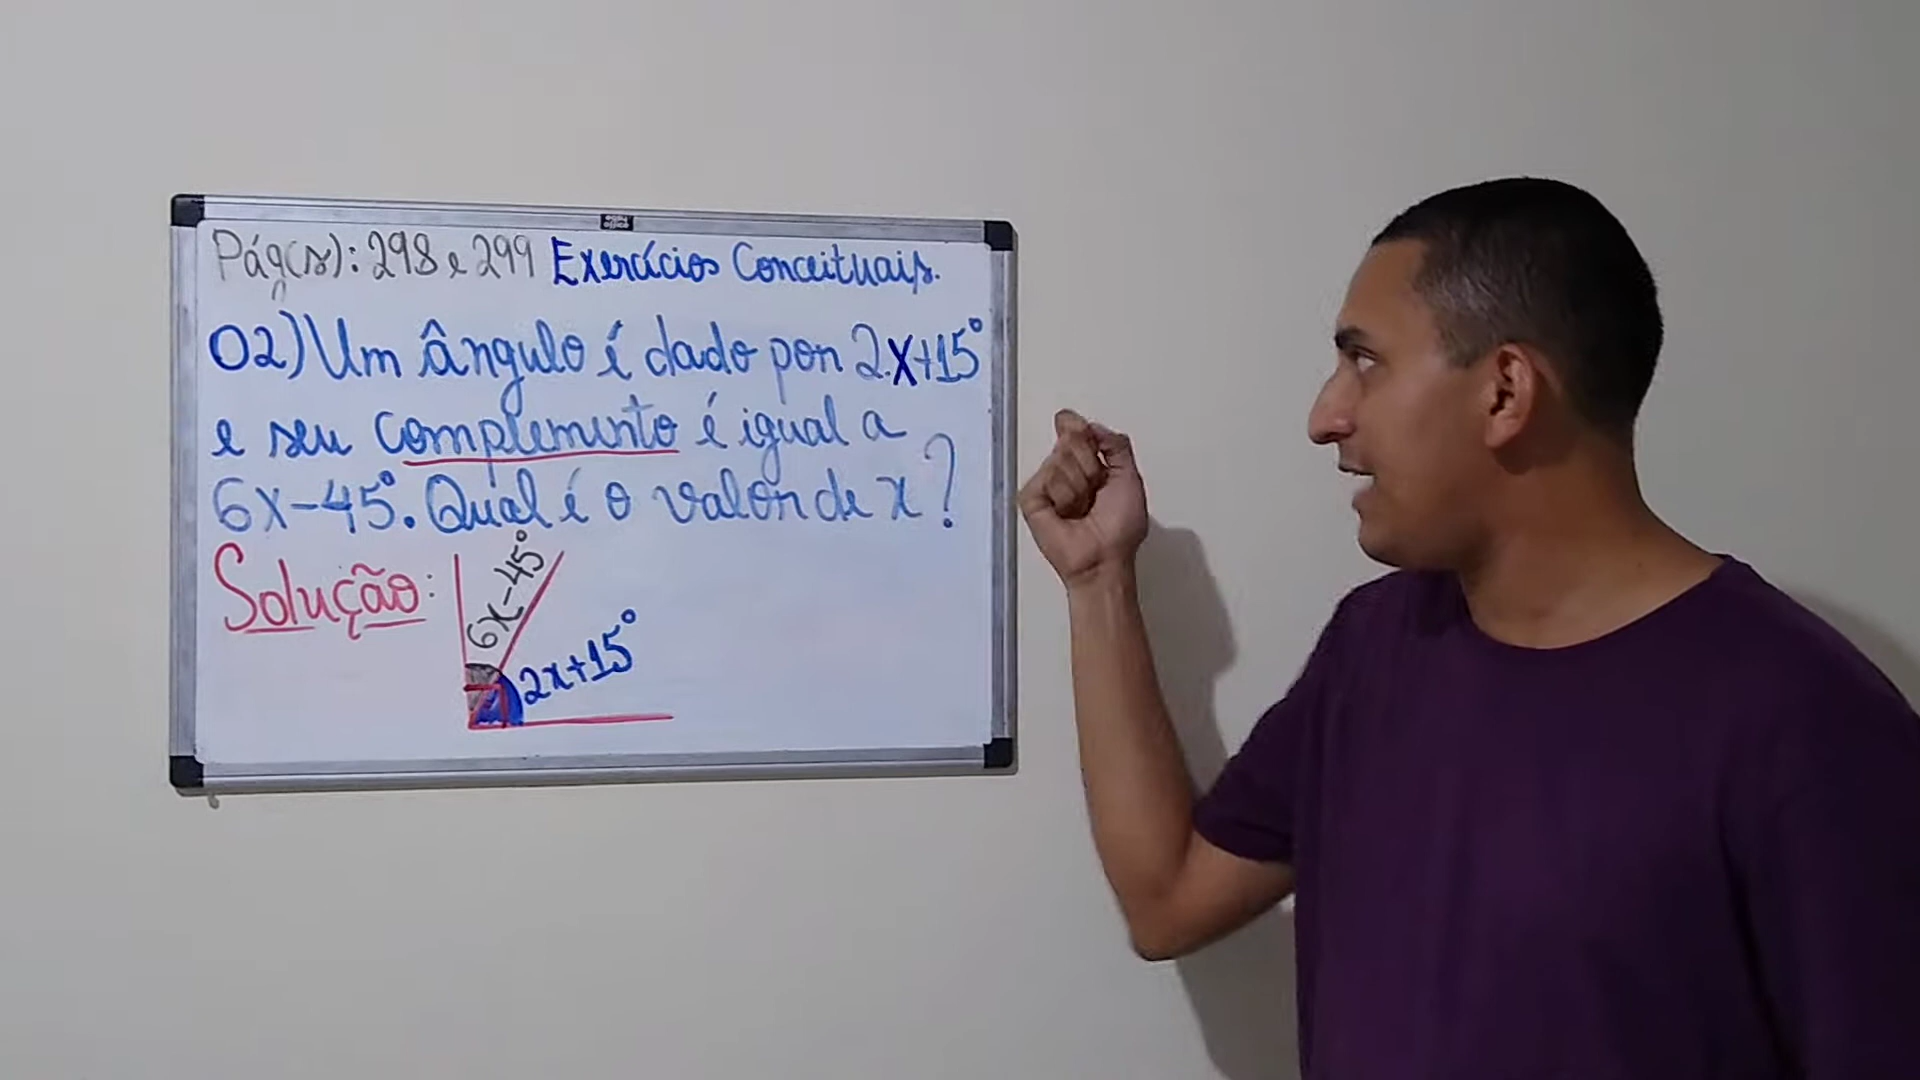 Pág(s): 298 e 299 Exercícios Conceituais.
02) Um ângulo é dado por 2.x+15°
e seu complemento é igual a
6x-45°. Qual é o valor de x?
Solução:
6x-45°
2x+15°